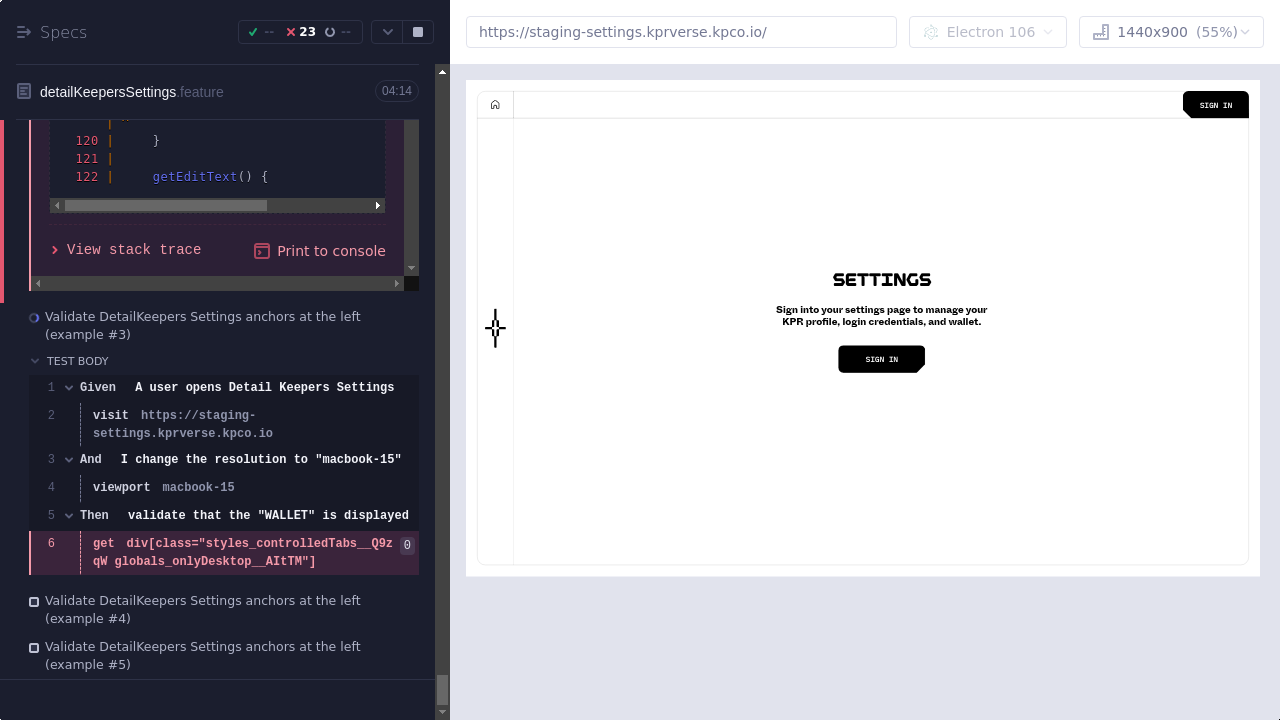 Specs
-- 23 --
detailKeepersSettings.feature
04:14
120 | }
121 |
122 | getEditText() {
View stack trace
Print to console
Validate DetailKeepers Settings anchors at the left
(example #3)
TEST BODY
1 Given A user opens Detail Keepers Settings
2 visit https://staging-
settings.kprverse.kpco.io
3 And I change the resolution to "macbook-15"
4 viewport macbook-15
5 Then validate that the "WALLET" is displayed
6 get div[class="styles_controlledTabs__Q9z
qW globals_onlyDesktop__AItTM"]
0
Validate DetailKeepers Settings anchors at the left
(example #4)
Validate DetailKeepers Settings anchors at the left
(example #5)
https://staging-settings.kprverse.kpco.io/
Electron 106
1440x900 (55%)
SIGN IN
SETTINGS
Sign into your settings page to manage your
KPR profile, login credentials, and wallet.
SIGN IN